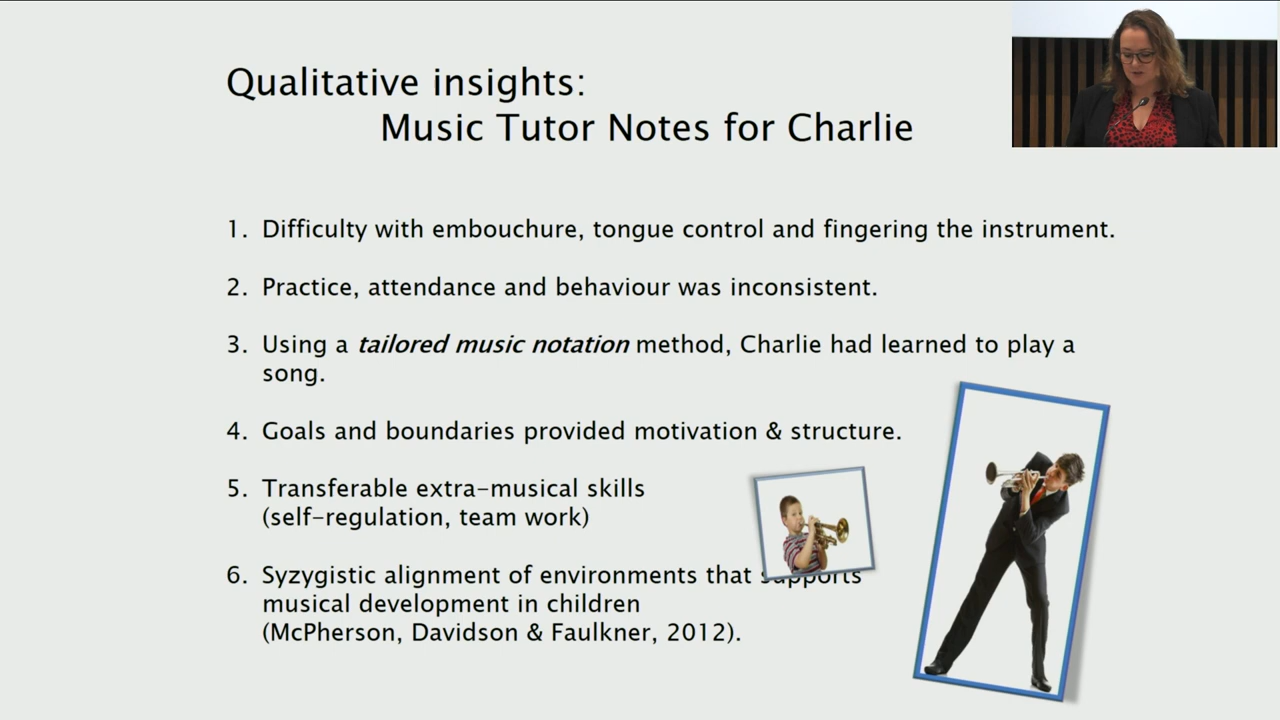 Qualitative insights:
Music Tutor Notes for Charlie
1. Difficulty with embouchure, tongue control and fingering the instrument.
2. Practice, attendance and behaviour was inconsistent.
3. Using a tailored music notation method, Charlie had learned to play a
song.
4. Goals and boundaries provided motivation & structure.
5. Transferable extra-musical skills
(self-regulation, team work)
6. Syzygistic alignment of environments that supports
musical development in children
(McPherson, Davidson & Faulkner, 2012).